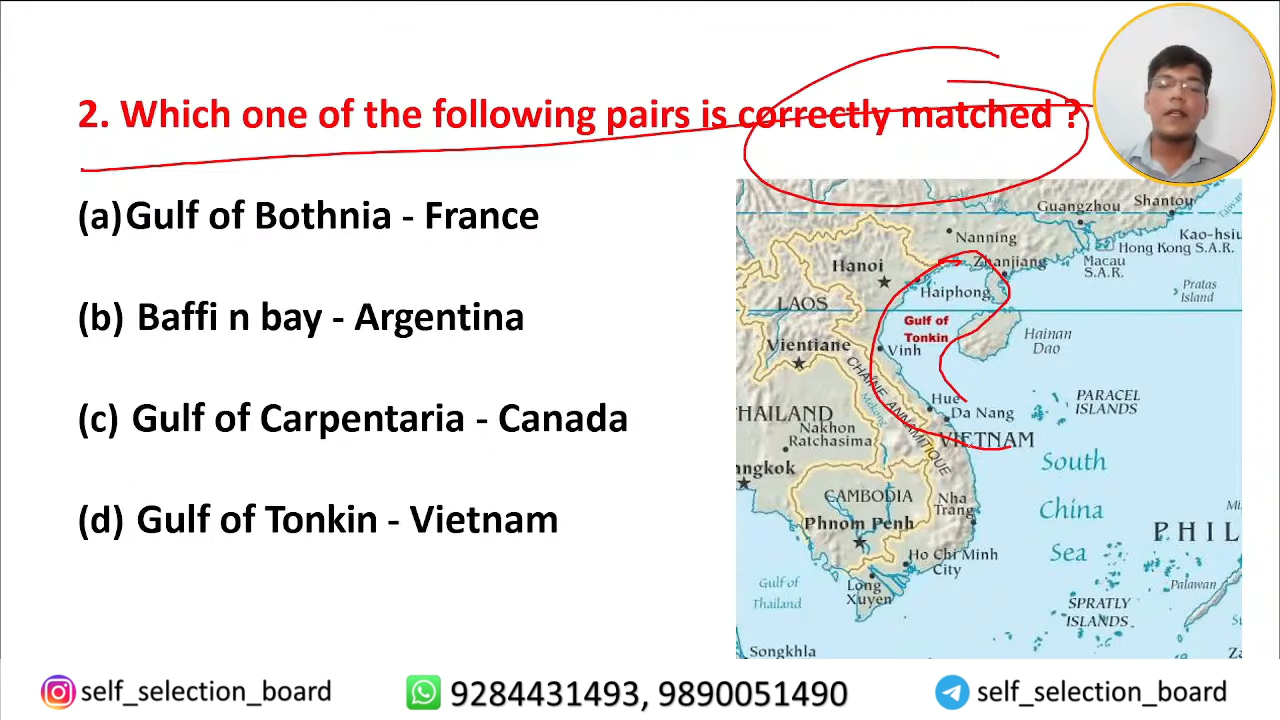 2. Which one of the following pairs is correctly matched ?
(a)Gulf of Bothnia - France
(b) Baffi n bay - Argentina
(c) Gulf of Carpentaria - Canada
(d) Gulf of Tonkin - Vietnam
Guangzhou
Shantou
Nanning
Kao-hsiu
Hong Kong S.A.R.
Macau
S.A.R.
Hanoi
Zhanjiang
Haiphong
Pratas
Island
LAOS
Gulf of
Tonkin
Hainan
Dao
Vientiane
Vinh
CHAÎNE ANNAMITIQUE
Mekong
Hue
Da Nang
PARACEL
ISLANDS
HAILAND
Nakhon
Ratchasima
VIETNAM
South
China
Sea
angkok
CAMBODIA
Phnom Penh
Nha
Trang
PHIL
Ho Chi Minh
City
Gulf of
Thailand
Long
Xuyen
Palawan
SPRATLY
ISLANDS
Songkhla
self_selection_board
9284431493, 9890051490
self_selection_board